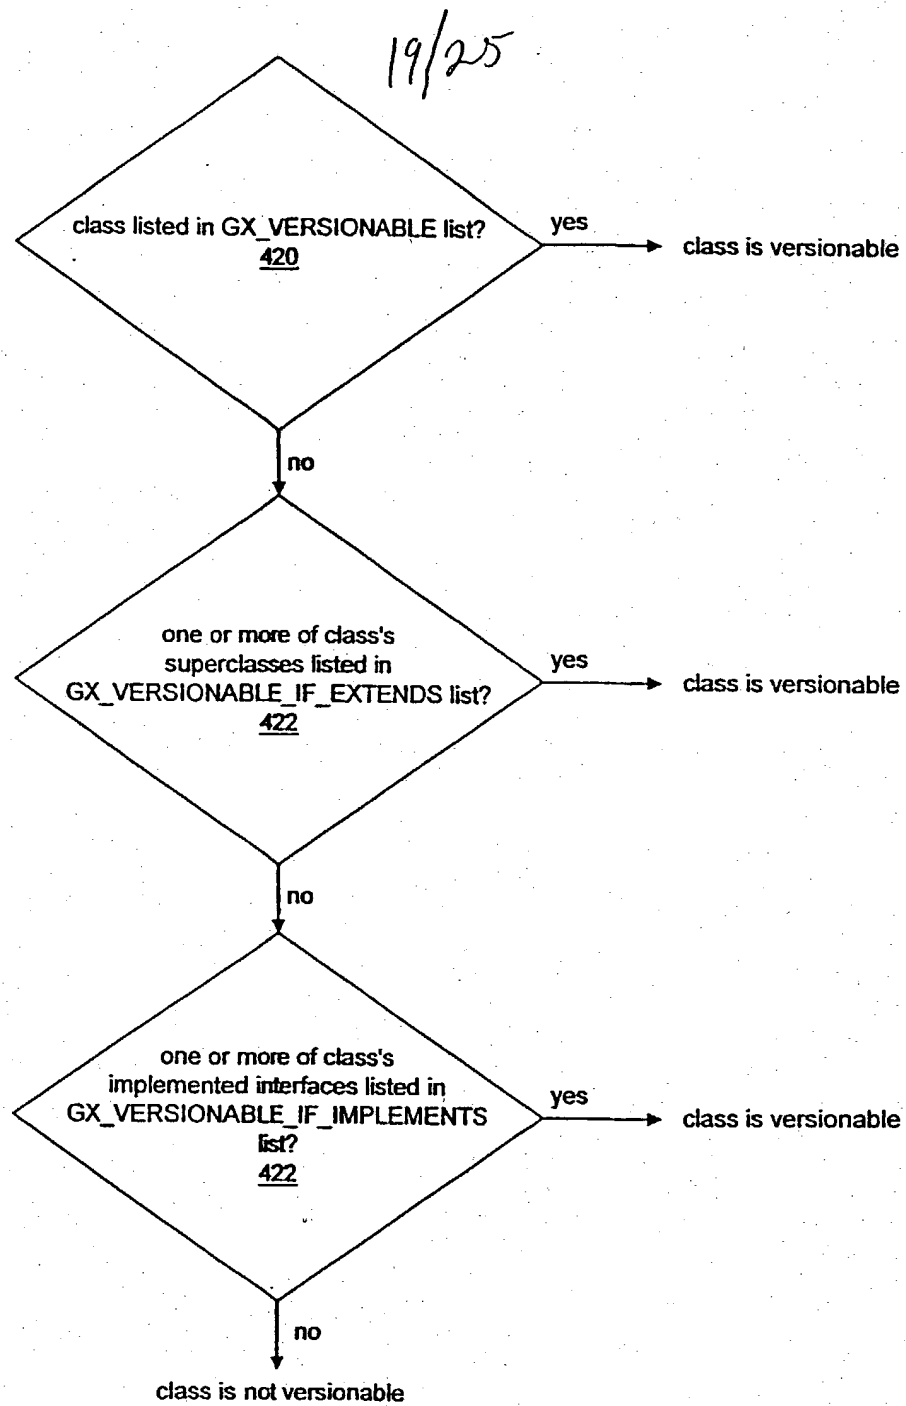 19/25
class listed in GX_VERSIONABLE list?
420
yes
class is versionable
no
one or more of class's
superclasses listed in
GX_VERSIONABLE_IF_EXTENDS list?
422
yes
class is versionable
no
one or more of class's
implemented interfaces listed in
GX_VERSIONABLE_IF_IMPLEMENTS
list?
422
yes
class is versionable
no
class is not versionable